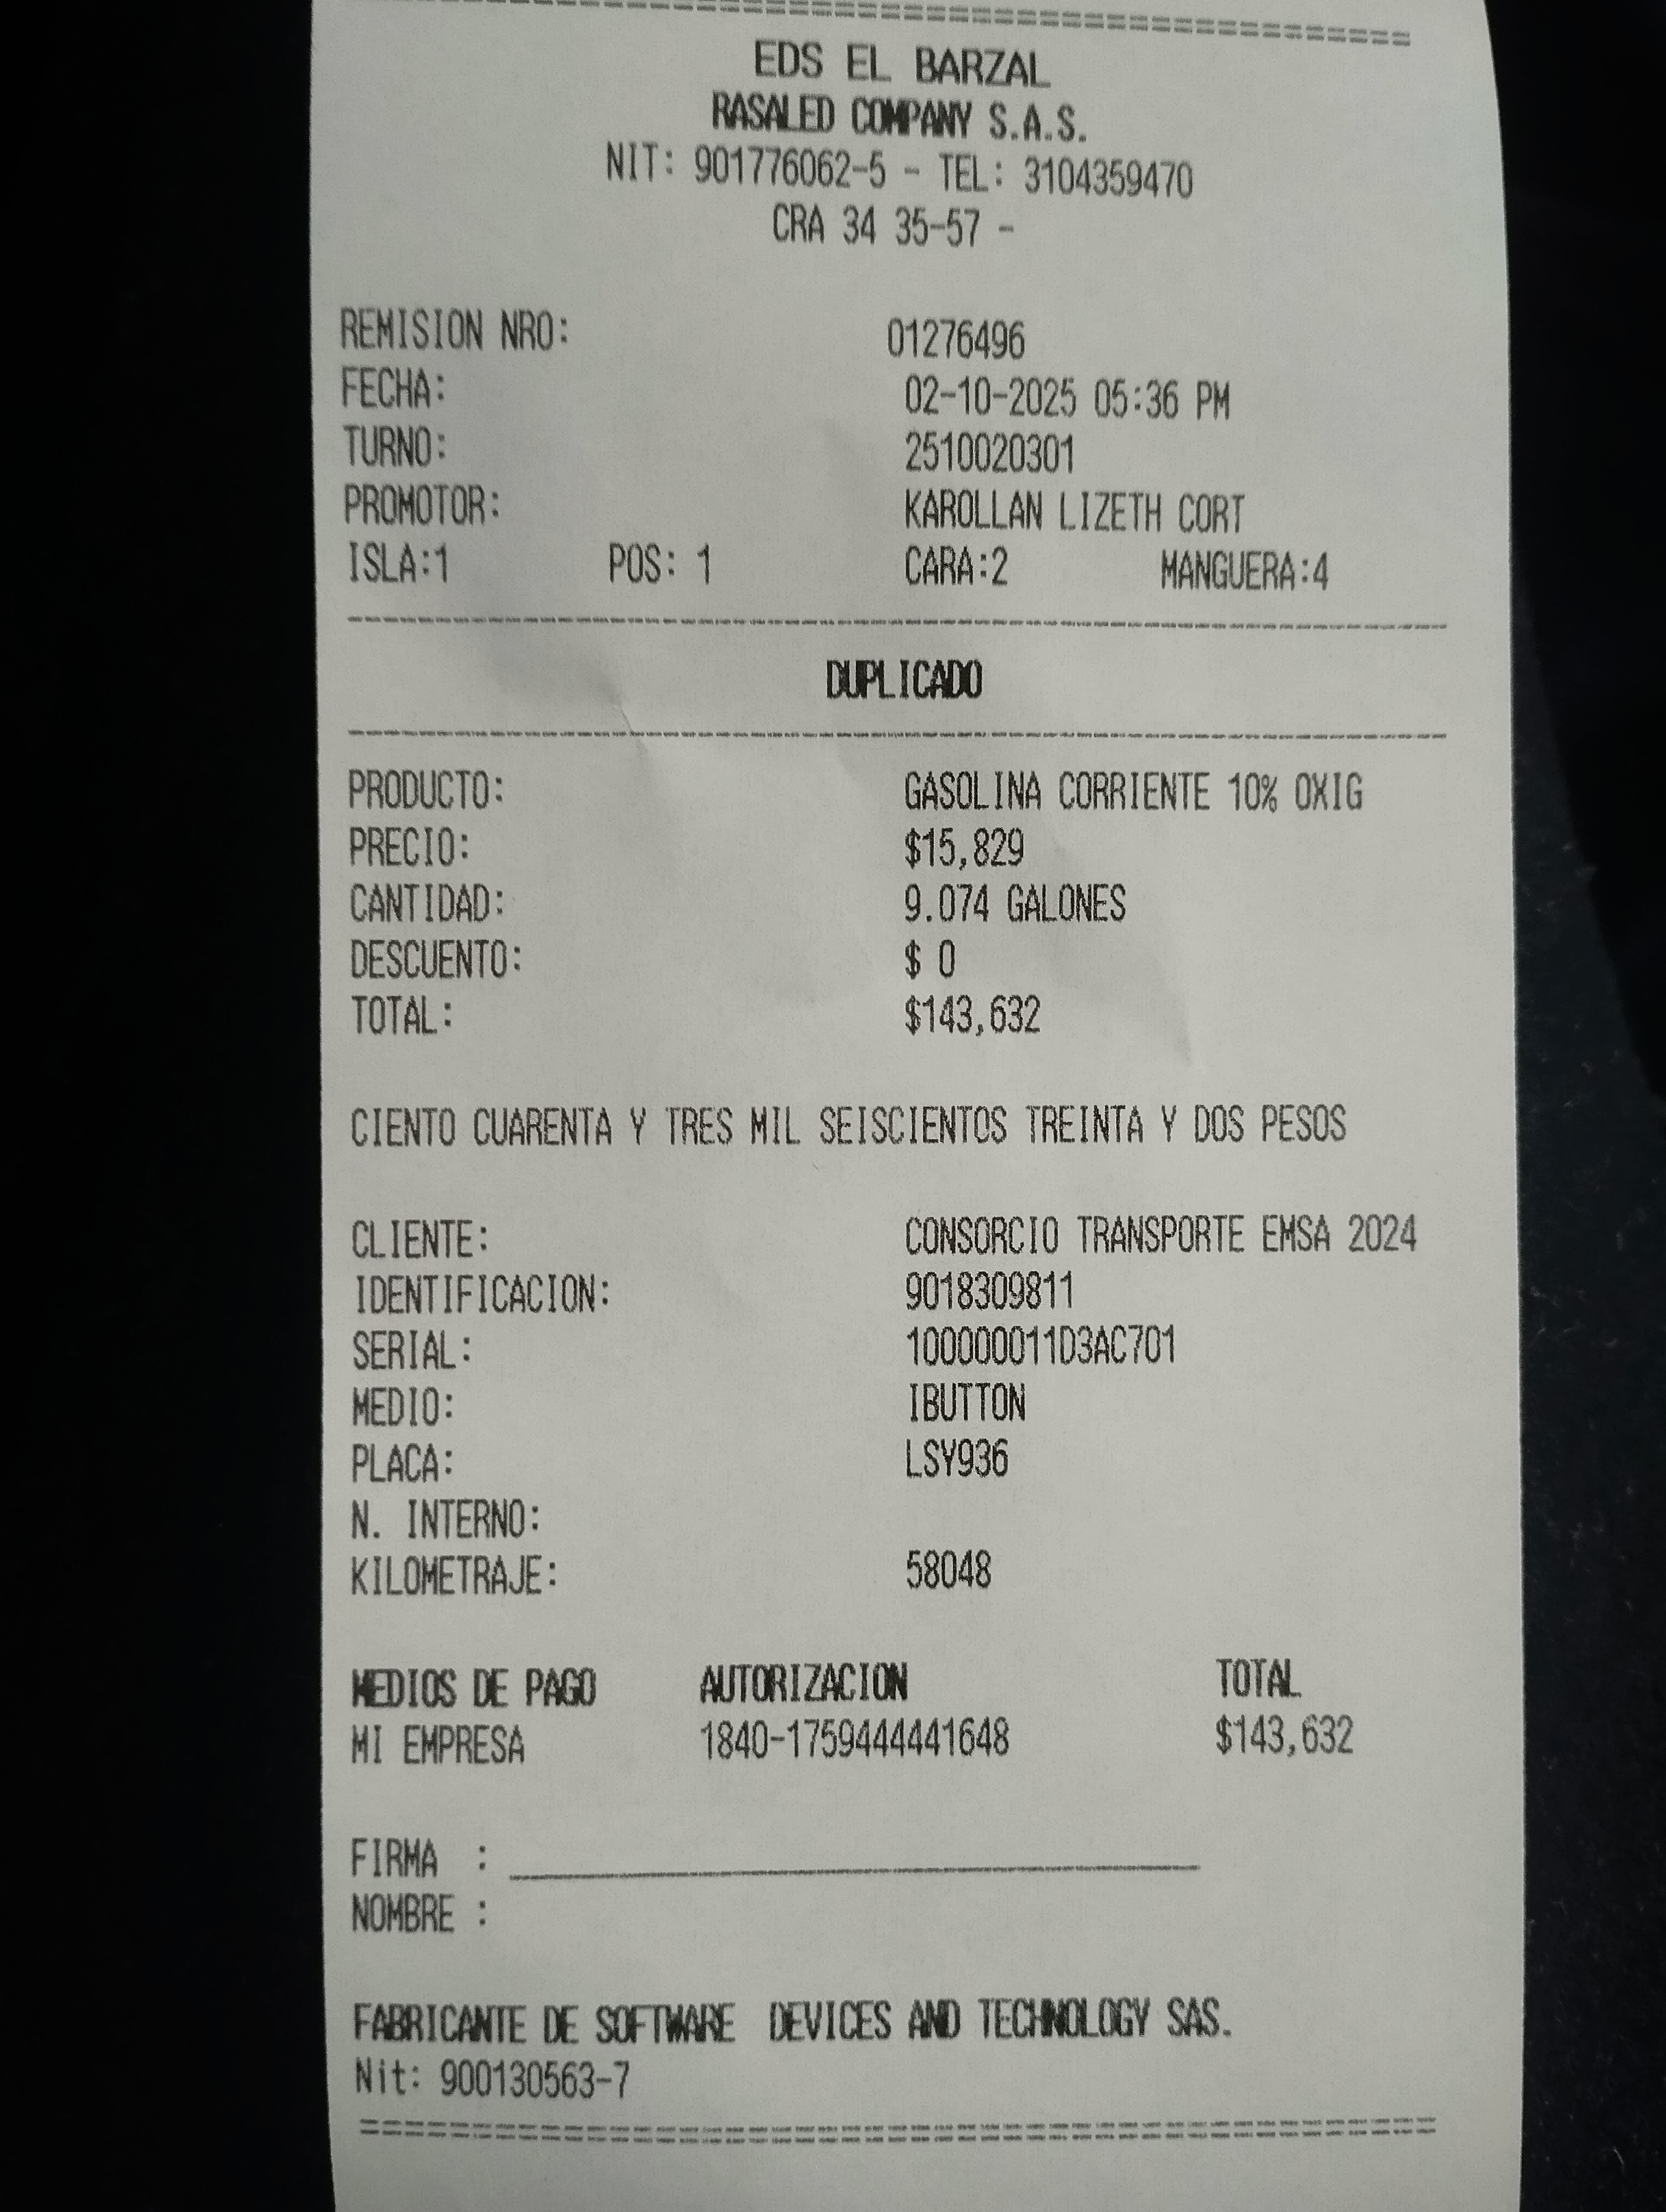 EDS EL BARZAL
RASALED COMPANY S.A.S.
NIT: 901776062-5 - TEL: 3104359470
CRA 34 35-57 -
REMISION NRO: 01276496
FECHA: 02-10-2025 05:36 PM
TURNO: 2510020301
PROMOTOR: KAROLLAN LIZETH CORT
ISLA:1 POS: 1 CARA:2 MANGUERA:4
DUPLICADO
PRODUCTO: GASOLINA CORRIENTE 10% OXIG
PRECIO: $15,829
CANTIDAD: 9.074 GALONES
DESCUENTO: $ 0
TOTAL: $143,632
CIENTO CUARENTA Y TRES MIL SEISCIENTOS TREINTA Y DOS PESOS
CLIENTE: CONSORCIO TRANSPORTE EMSA 2024
IDENTIFICACION: 9018309811
SERIAL: 100000011D3AC701
MEDIO: IBUTTON
PLACA: LSY936
N. INTERNO:
KILOMETRAJE: 58048
MEDIOS DE PAGO AUTORIZACION TOTAL
MI EMPRESA 1840-1759444441648 $143,632
FIRMA :
NOMBRE :
FABRICANTE DE SOFTWARE DEVICES AND TECHNOLOGY SAS.
Nit: 900130563-7